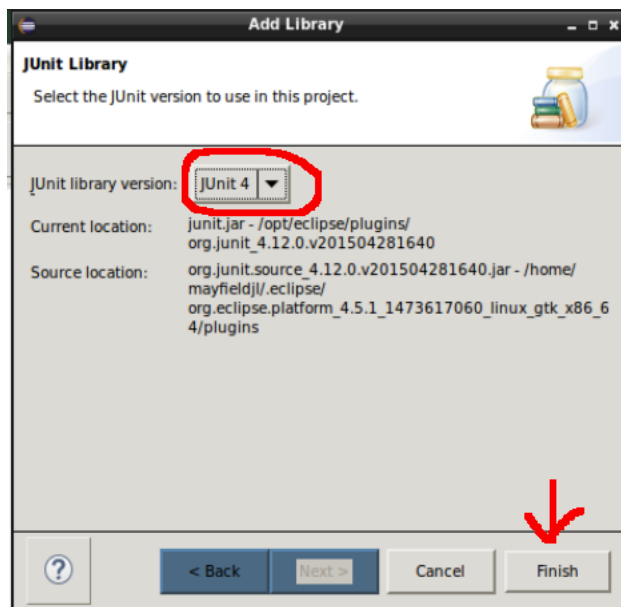 Add Library
JUnit Library
Select the JUnit version to use in this project.
JUnit library version: JUnit 4
Current location: junit.jar - /opt/eclipse/plugins/
org.junit_4.12.0.v201504281640
Source location: org.junit.source_4.12.0.v201504281640.jar - /home/
mayfieldjl/.eclipse/
org.eclipse.platform_4.5.1_1473617060_linux_gtk_x86_6
4/plugins
? < Back Next > Cancel Finish